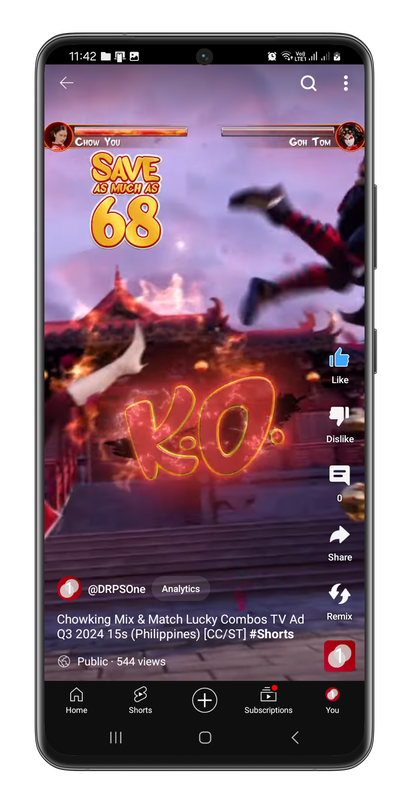 11:42
Vo))
LTE1
Chow You
Goh Tom
SAVE
AS MUCH AS
68
K.O.
Like
Dislike
0
Share
Remix
@DRPSOne
Analytics
Chowking Mix & Match Lucky Combos TV Ad
Q3 2024 15s (Philippines) [CC/ST] #Shorts
Public · 544 views
1
Home
Shorts
Subscriptions
You